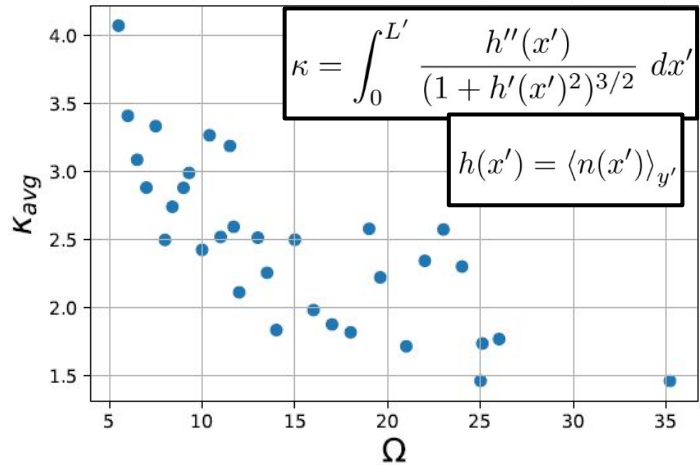 4.0
3.5
3.0
2.5
2.0
1.5
κ_avg
5 10 15 20 25 30 35
Ω
κ = ∫_0^{L′} h′′(x′) / (1 + h′(x′)²)^{3/2} dx′
h(x′) = ⟨n(x′)⟩_{y′}